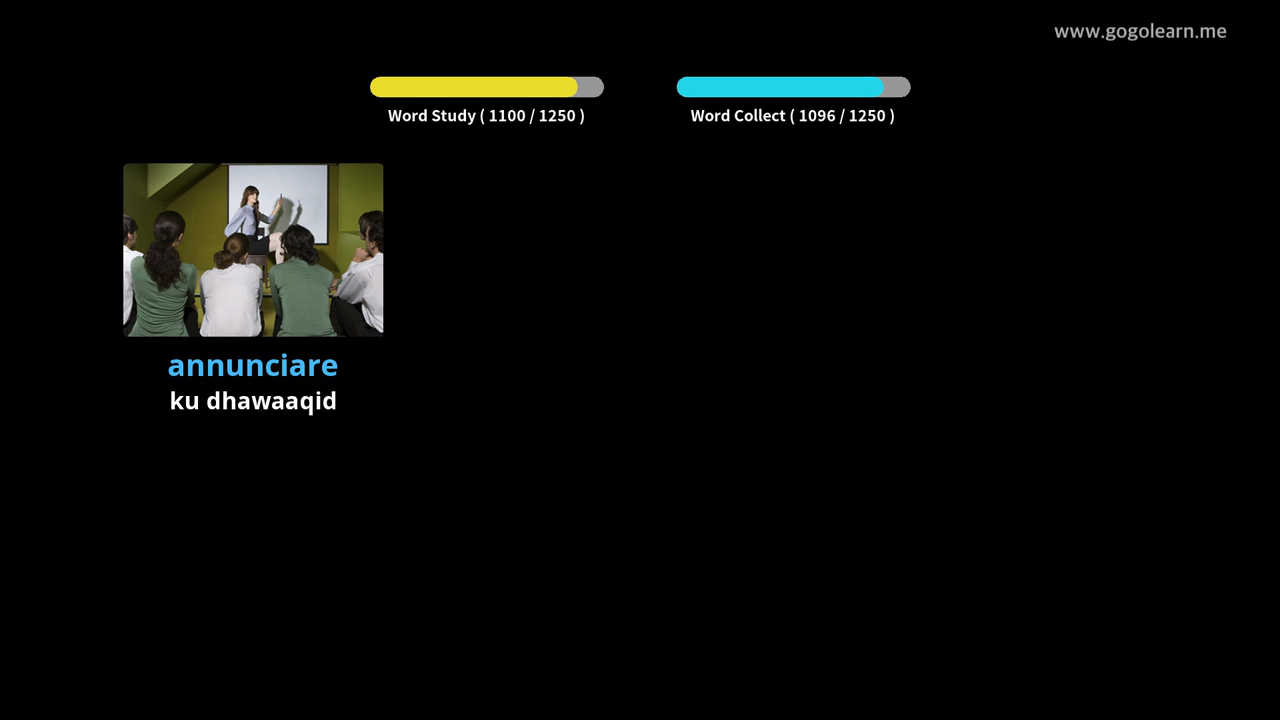 www.gogolearn.me
Word Study ( 1100 / 1250 )
Word Collect ( 1096 / 1250 )
annunciare
ku dhawaaqid